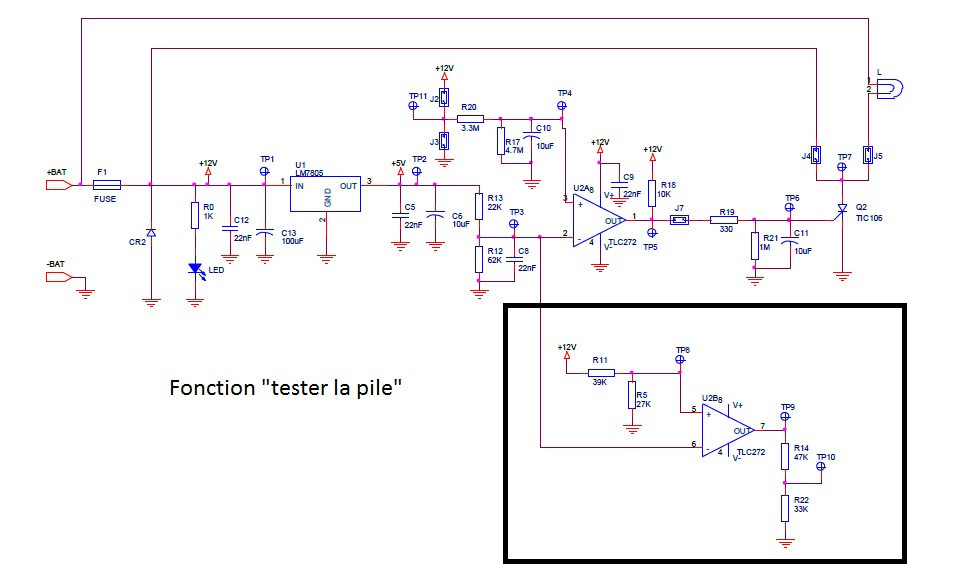 +12V
TP11
J2
R20
3.3M
TP4
J3
R17
4.7M
C10
10uF
L
1
2
+BAT
F1
FUSE
+12V
TP1
U1
LM7805
1
IN
OUT
3
GND
2
+5V
TP2
+12V
C9
22nF
+12V
R18
10K
J4
TP7
J5
R0
1K
C12
22nF
C13
100uF
C5
22nF
C6
10uF
R13
22K
TP3
U2A
8
3
+
V+
OUT
1
2
-
4
V-
TLC272
J7
TP5
R19
330
TP6
Q2
TIC106
CR2
LED
R12
62K
C8
22nF
R21
1M
C11
10uF
-BAT
Fonction "tester la pile"
+12V
R11
39K
TP8
R5
27K
U2B
8
5
+
V+
OUT
7
6
-
4
V-
TLC272
TP9
R14
47K
TP10
R22
33K